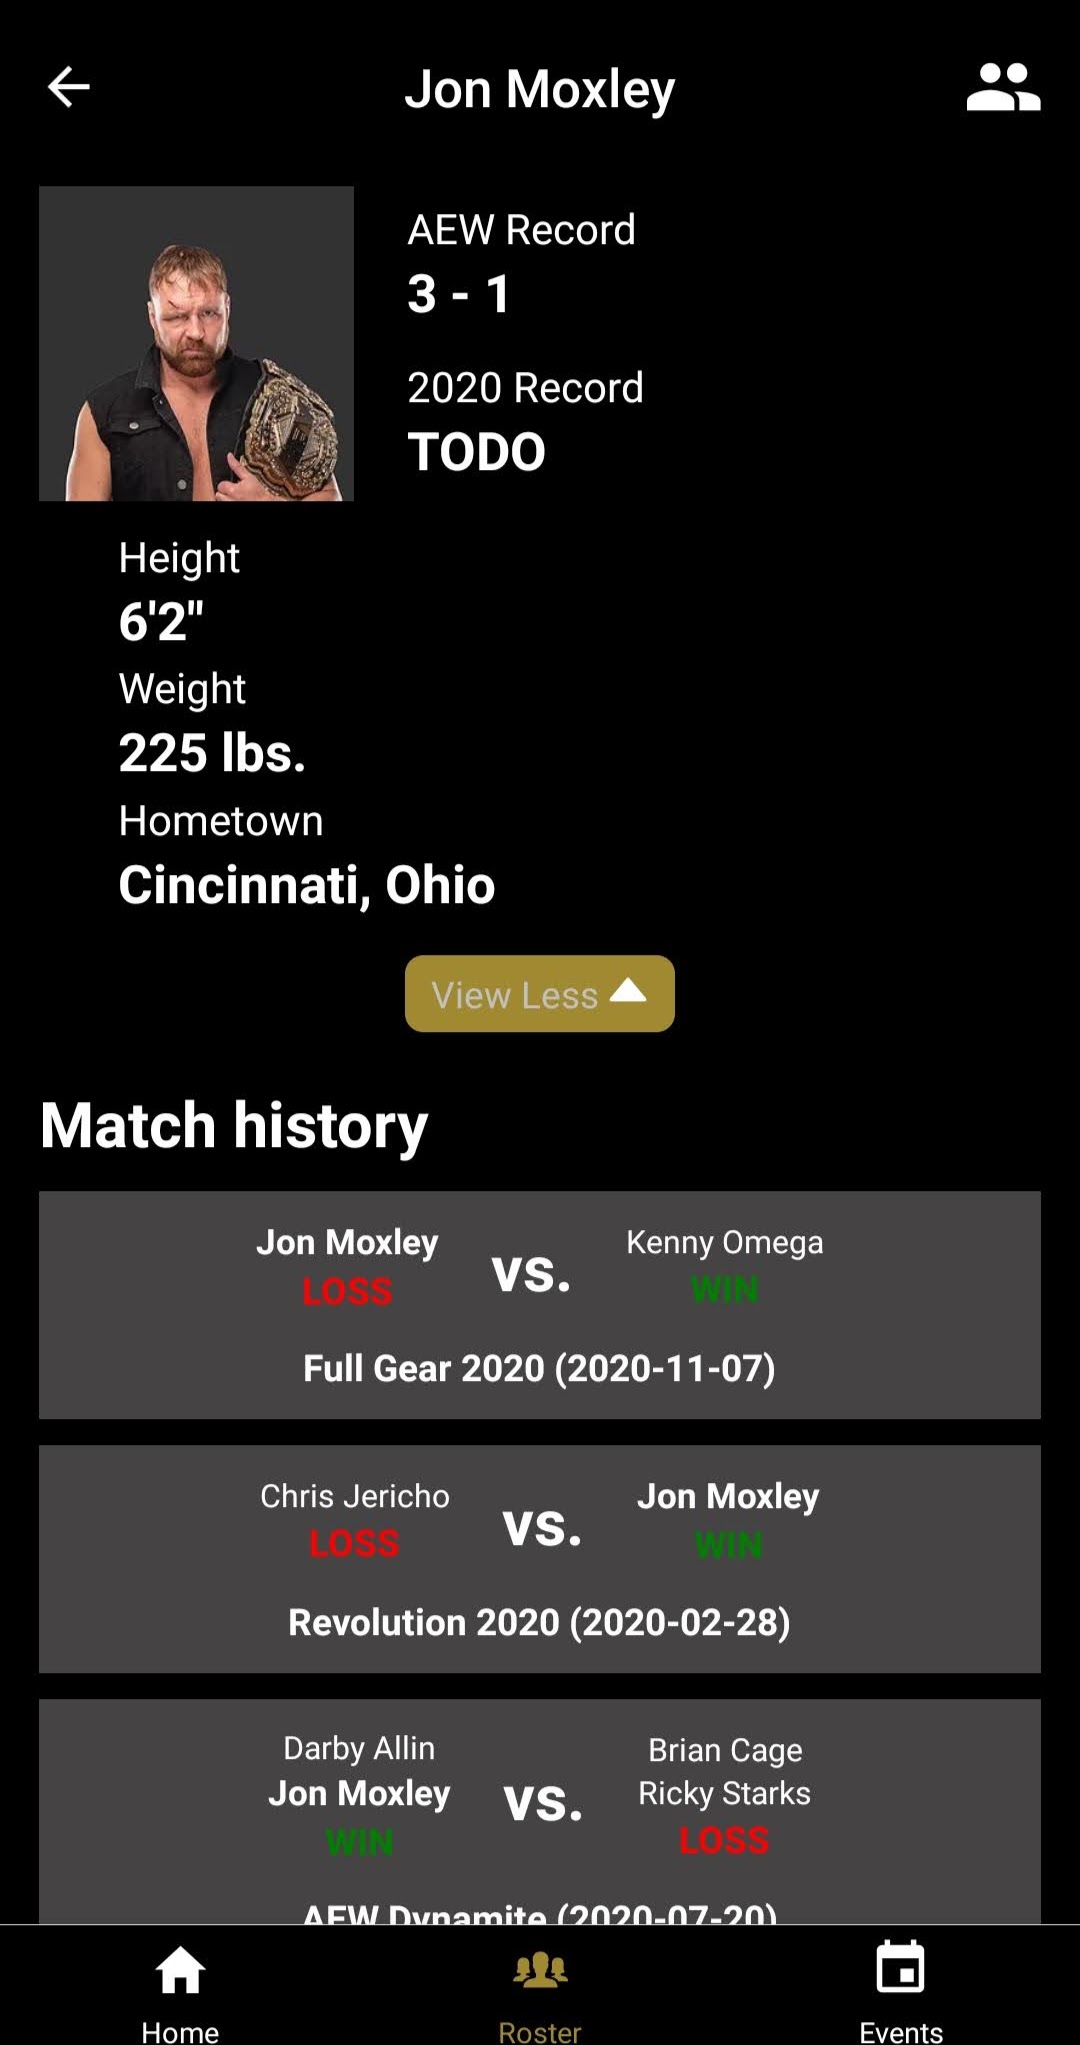 Jon Moxley
AEW Record
3 - 1
2020 Record
TODO
Height
6'2"
Weight
225 lbs.
Hometown
Cincinnati, Ohio
View Less
Match history
Jon Moxley
LOSS
vs.
Kenny Omega
WIN
Full Gear 2020 (2020-11-07)
Chris Jericho
LOSS
vs.
Jon Moxley
WIN
Revolution 2020 (2020-02-28)
Darby Allin
Jon Moxley
WIN
vs.
Brian Cage
Ricky Starks
LOSS
AEW Dynamite (2020-07-20)
Home
Roster
Events